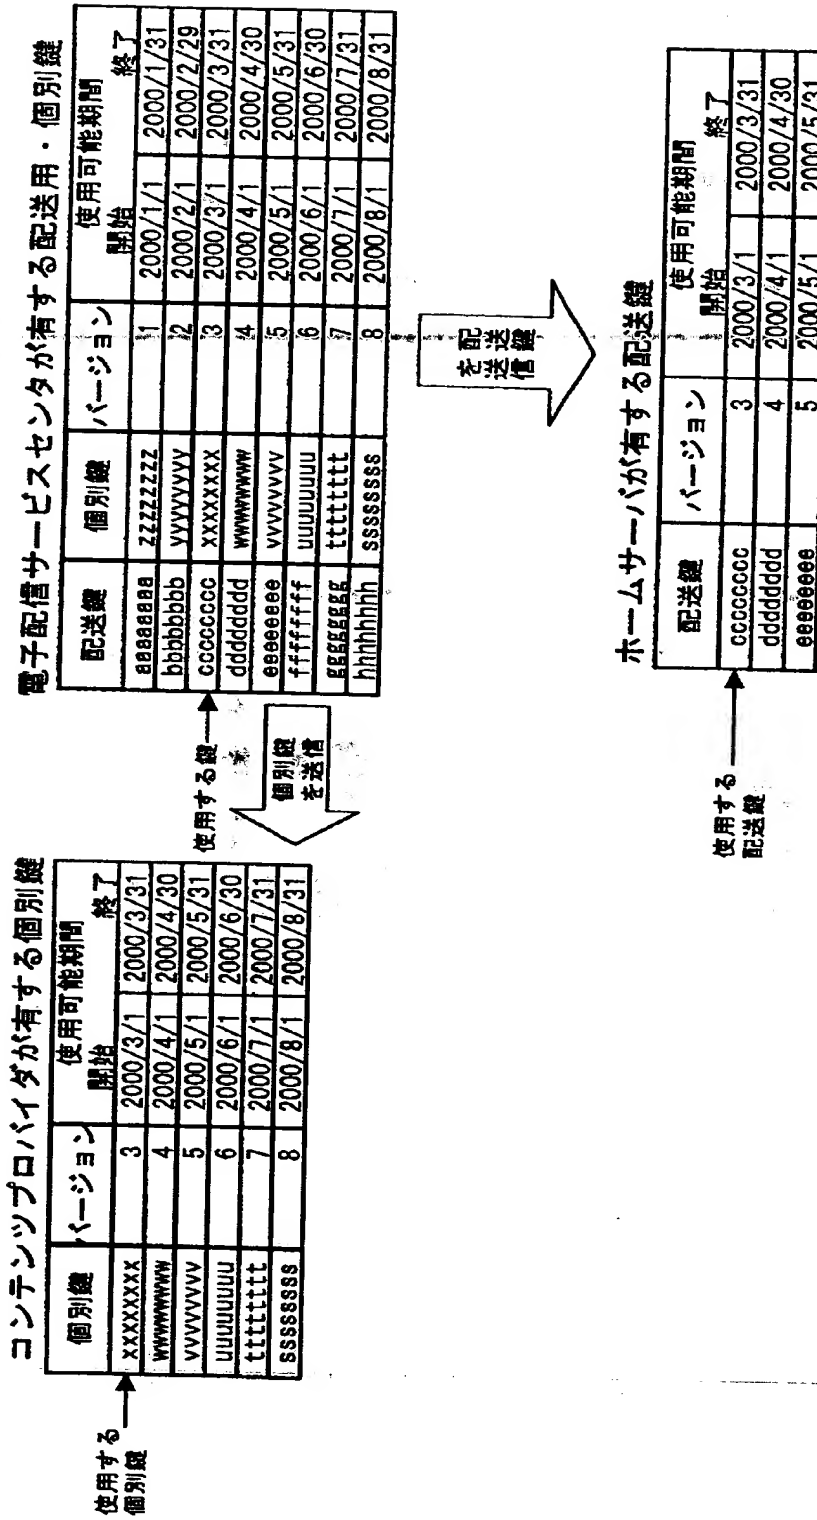 電子配信サービスセンタが有する配送用・個別鍵
配送鍵 個別鍵 バージョン 使用可能期間
開始 終了
aaaaaaaa zzzzzzzz 1 2000/1/1 2000/1/31
bbbbbbbb yyyyyyyy 2 2000/2/1 2000/2/29
cccccccc xxxxxxxx 3 2000/3/1 2000/3/31
dddddddd wwwwwwww 4 2000/4/1 2000/4/30
eeeeeeee vvvvvvvv 5 2000/5/1 2000/5/31
ffffffff uuuuuuuu 6 2000/6/1 2000/6/30
gggggggg tttttttt 7 2000/7/1 2000/7/31
hhhhhhhh ssssssss 8 2000/8/1 2000/8/31
使用する鍵
個別鍵
を送信
配送鍵
を送信
コンテンツプロバイダが有する個別鍵
個別鍵 バージョン 使用可能期間
開始 終了
xxxxxxxx 3 2000/3/1 2000/3/31
wwwwwwww 4 2000/4/1 2000/4/30
vvvvvvvv 5 2000/5/1 2000/5/31
uuuuuuuu 6 2000/6/1 2000/6/30
tttttttt 7 2000/7/1 2000/7/31
ssssssss 8 2000/8/1 2000/8/31
使用する
個別鍵
ホームサーバが有する配送鍵
配送鍵 バージョン 使用可能期間
開始 終了
cccccccc 3 2000/3/1 2000/3/31
dddddddd 4 2000/4/1 2000/4/30
eeeeeeee 5 2000/5/1 2000/5/31
使用する
配送鍵